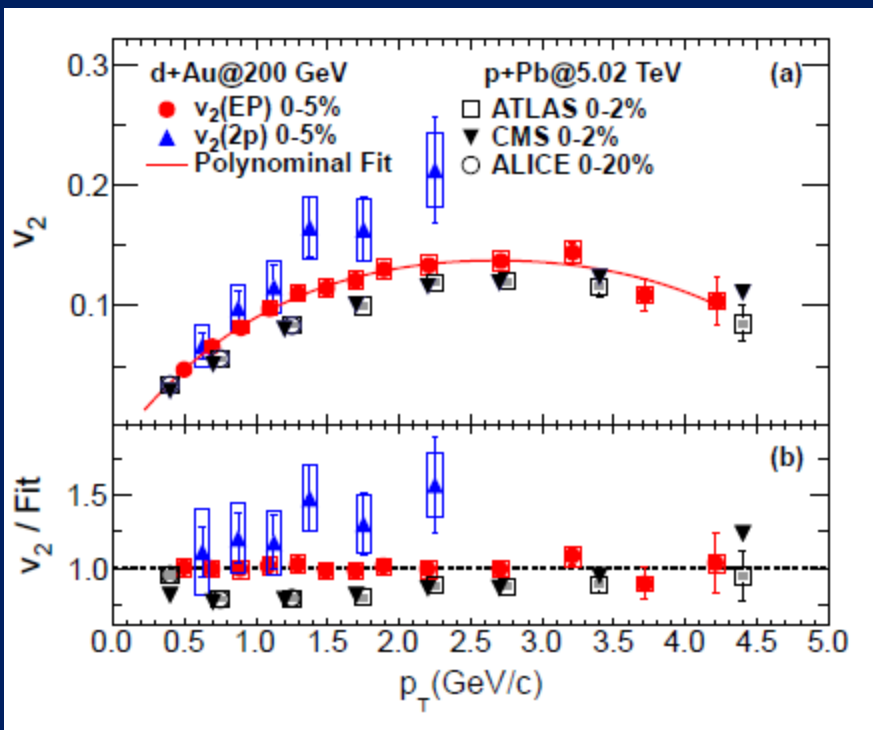 0.3
d+Au@200 GeV p+Pb@5.02 TeV (a)
v2(EP) 0-5% ATLAS 0-2%
v2(2p) 0-5% CMS 0-2%
Polynominal Fit ALICE 0-20%
0.2
v2
0.1
(b)
1.5
v2 / Fit
1.0
0.0 0.5 1.0 1.5 2.0 2.5 3.0 3.5 4.0 4.5 5.0
pT(GeV/c)